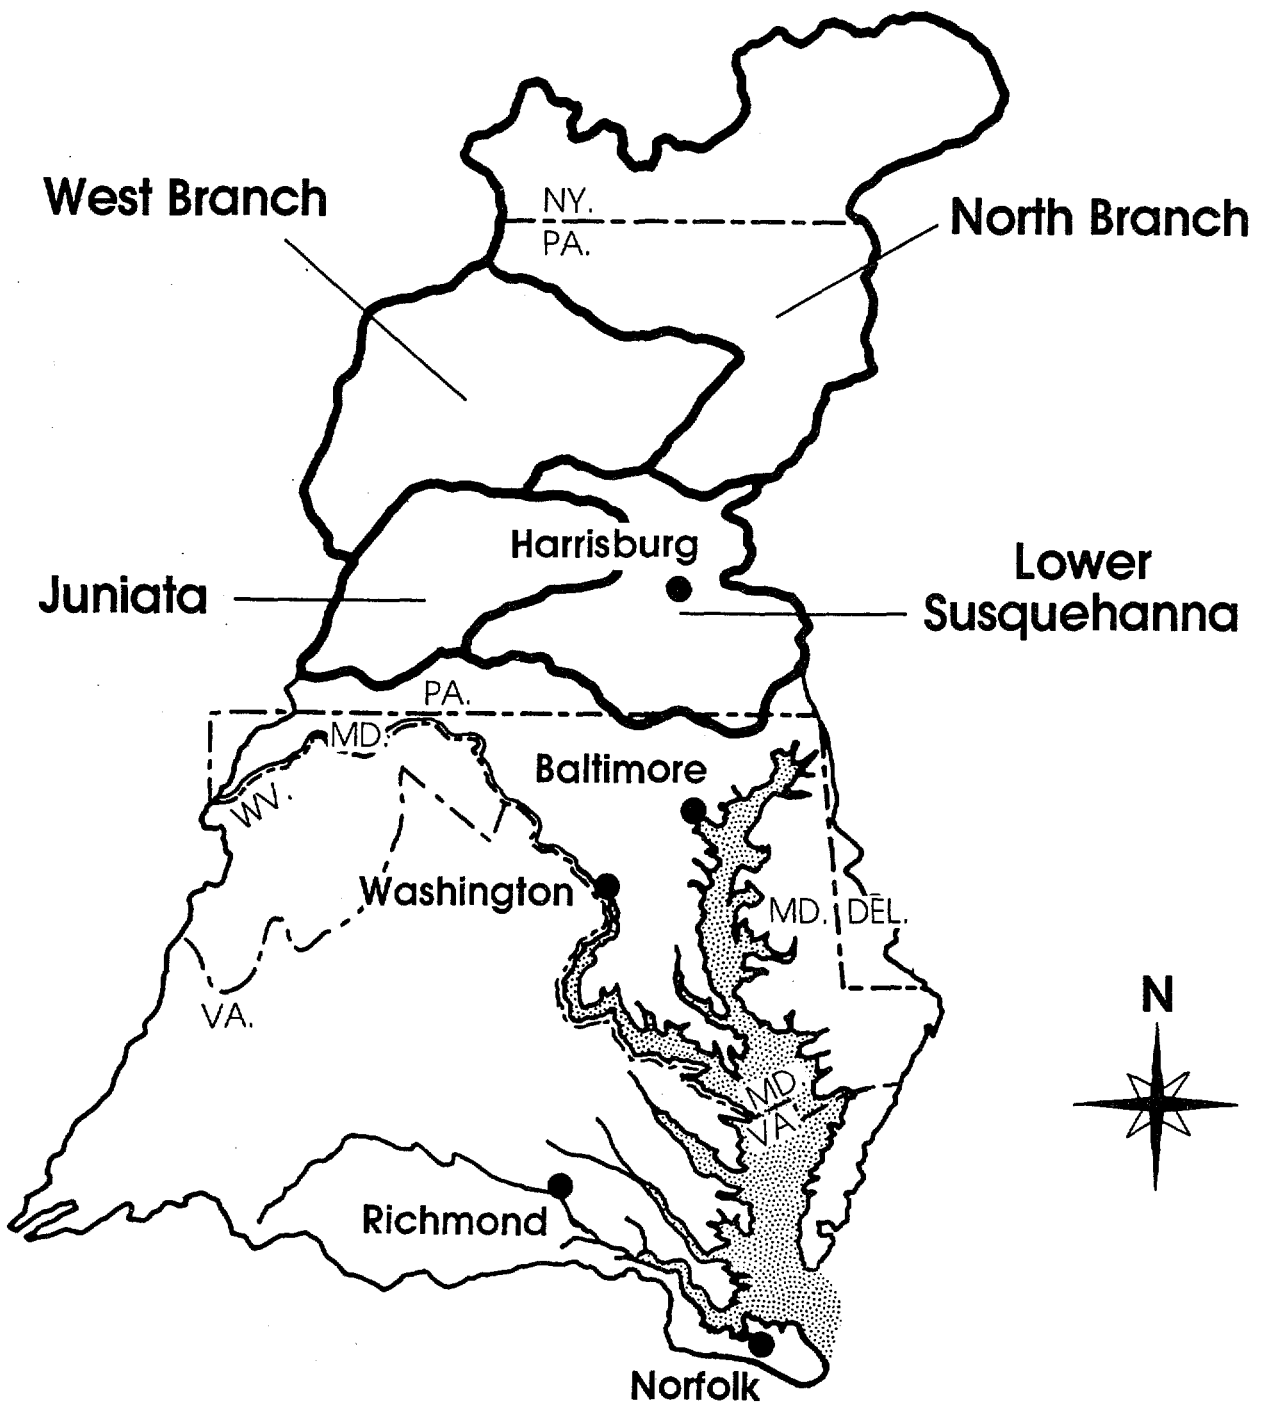 West Branch
NY.
PA.
North Branch
Harrisburg
Juniata
Lower
Susquehanna
PA.
MD.
WV.
Baltimore
Washington
MD.
DEL.
VA.
N
MD
VA.
Richmond
Norfolk